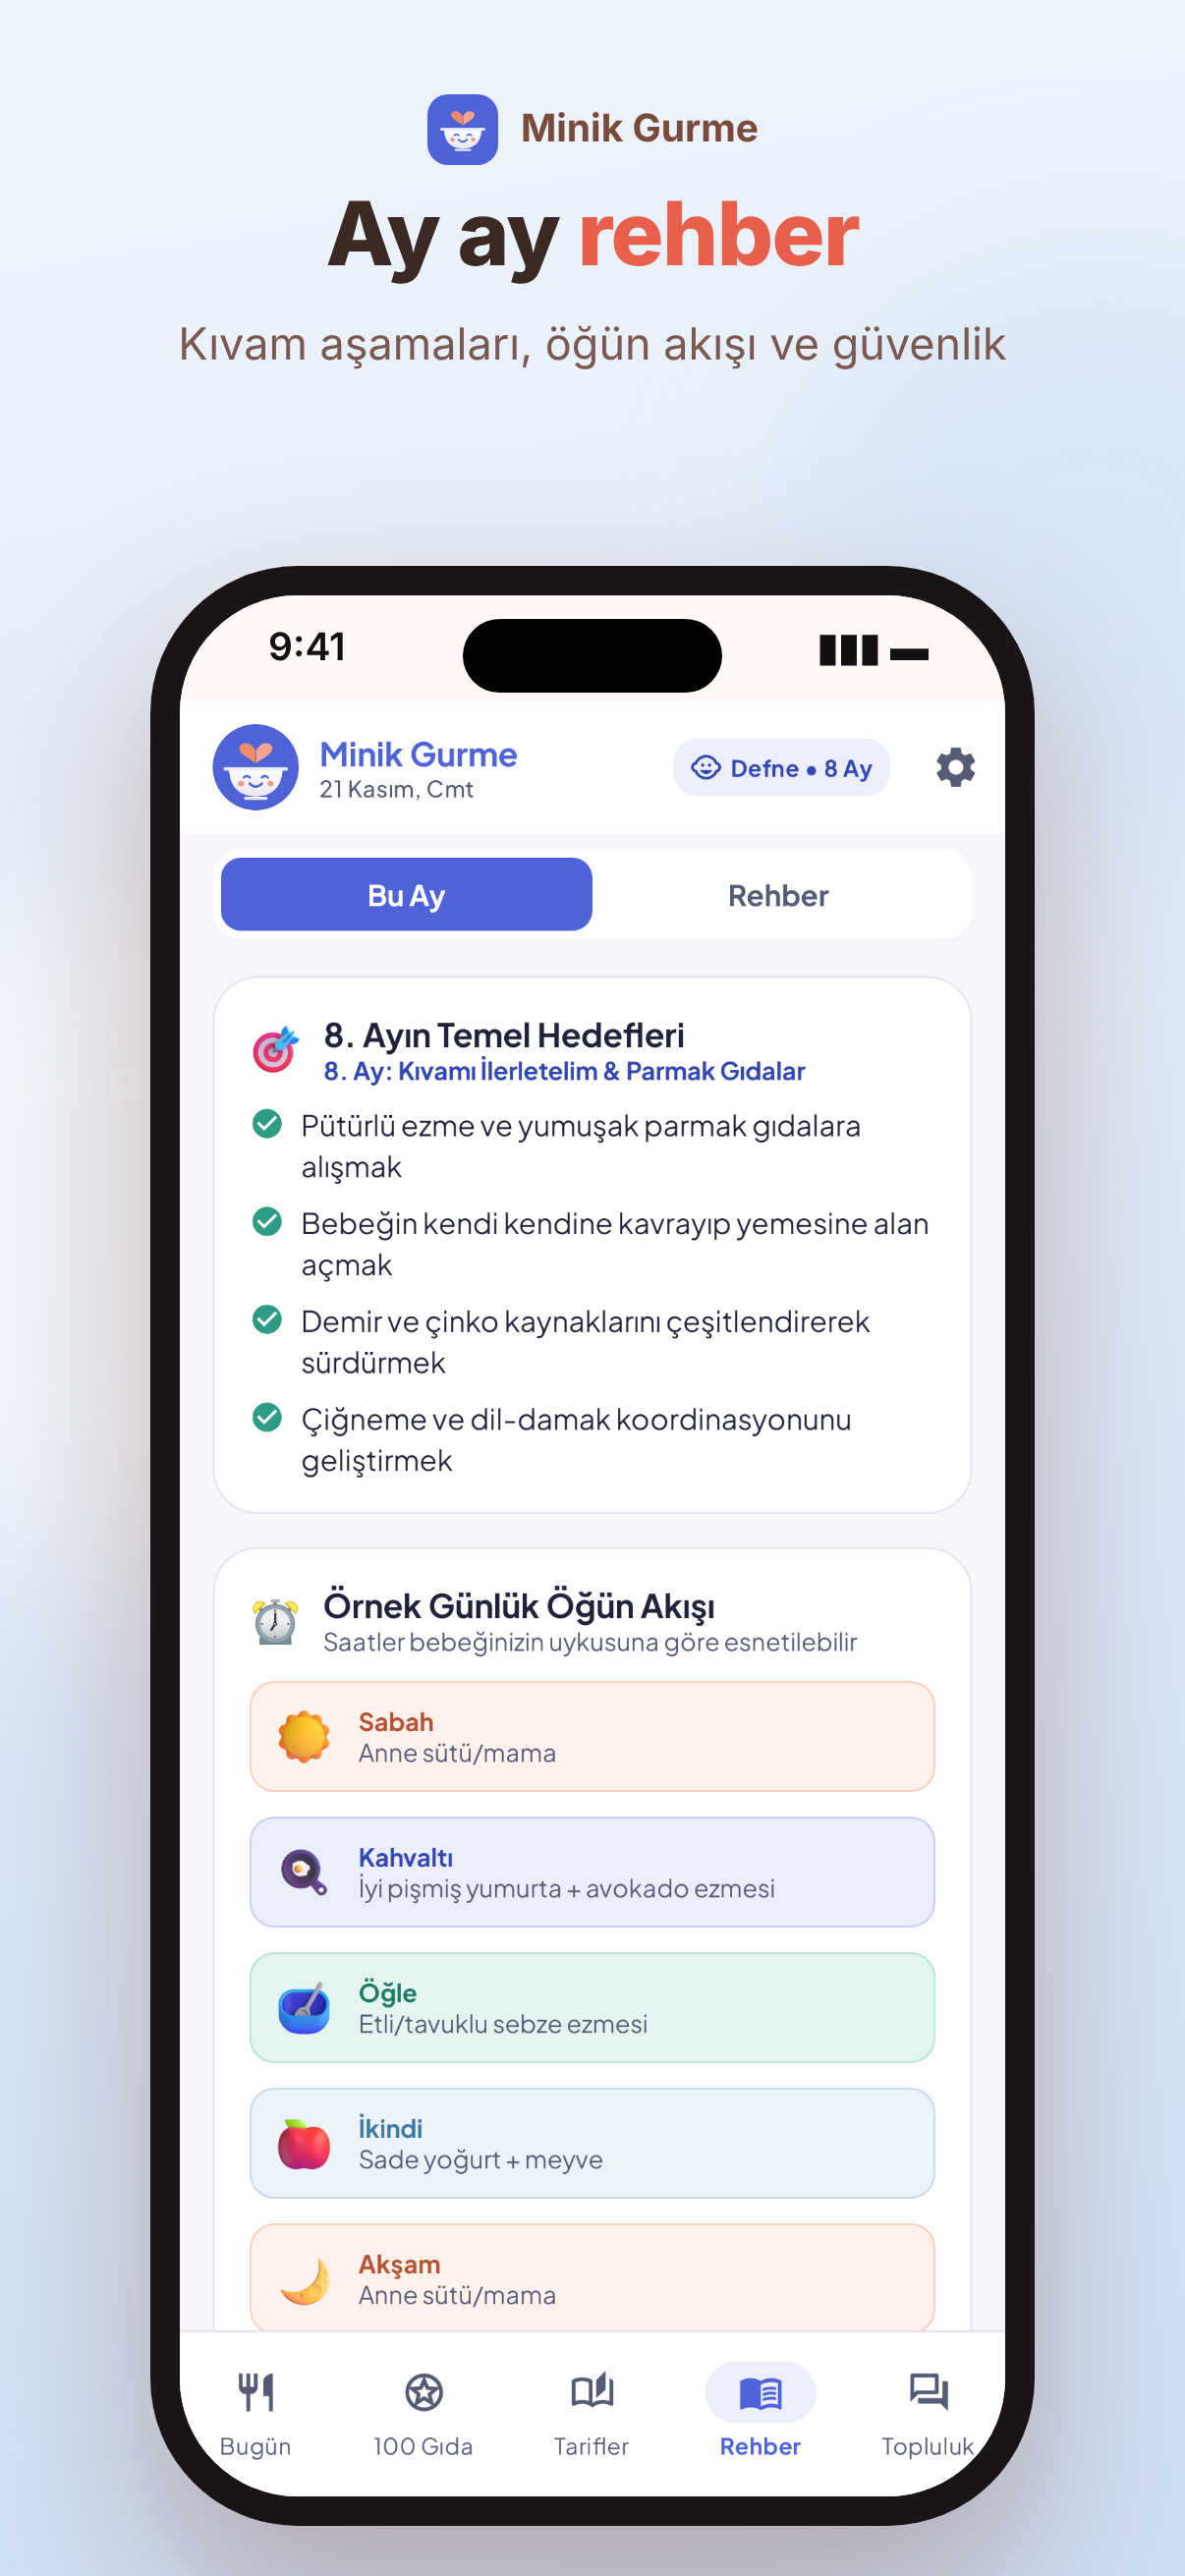 Minik Gurme
Ay ay rehber
Kıvam aşamaları, öğün akışı ve güvenlik
9:41
Minik Gurme
21 Kasım, Cmt
Defne • 8 Ay
Bu Ay
Rehber
8. Ayın Temel Hedefleri
8. Ay: Kıvamı İlerletelim & Parmak Gıdalar
Pütürlü ezme ve yumuşak parmak gıdalara
alışmak
Bebeğin kendi kendine kavrayıp yemesine alan
açmak
Demir ve çinko kaynaklarını çeşitlendirerek
sürdürmek
Çiğneme ve dil-damak koordinasyonunu
geliştirmek
Örnek Günlük Öğün Akışı
Saatler bebeğinizin uykusuna göre esnetilebilir
Sabah
Anne sütü/mama
Kahvaltı
İyi pişmiş yumurta + avokado ezmesi
Öğle
Etli/tavuklu sebze ezmesi
İkindi
Sade yoğurt + meyve
Akşam
Anne sütü/mama
Bugün
100 Gıda
Tarifler
Rehber
Topluluk